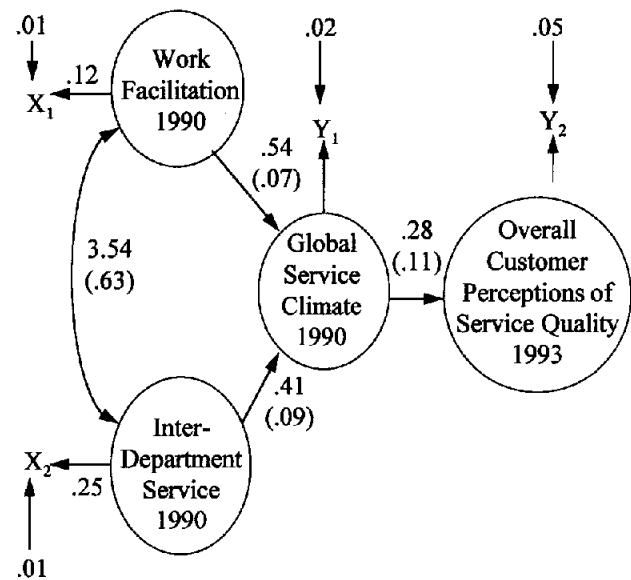 .01
.02
.05
Work
Facilitation
1990
.12
X₁
Y₁
Y₂
.54
(.07)
3.54
(.63)
Global
Service
Climate
1990
.28
(.11)
Overall
Customer
Perceptions of
Service Quality
1993
.41
(.09)
Inter-
Department
Service
1990
X₂
.25
.01